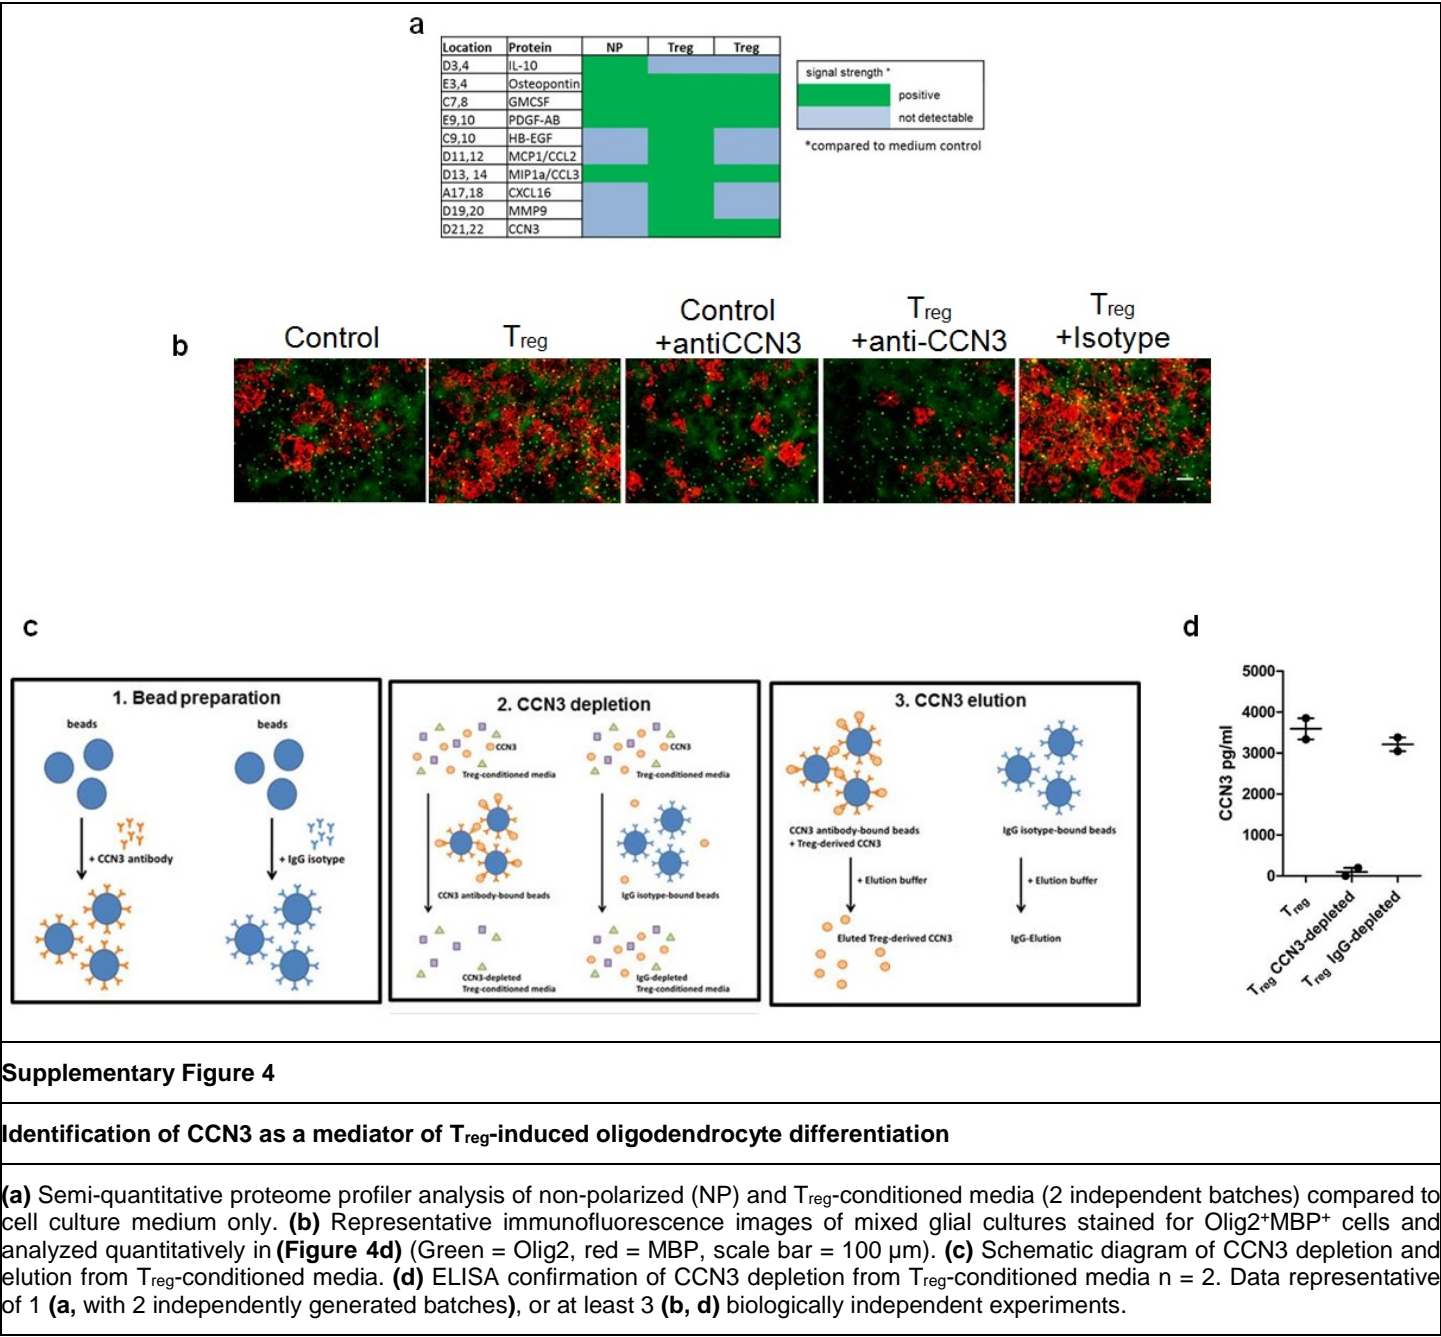 a
Location Protein NP Treg Treg
D3,4 IL-10
E3,4 Osteopontin
C7,8 GMCSF
E9,10 PDGF-AB
C9,10 HB-EGF
D11,12 MCP1/CCL2
D13, 14 MIP1a/CCL3
A17,18 CXCL16
D19,20 MMP9
D21,22 CCN3
signal strength *
positive
not detectable
*compared to medium control
b
Control
Treg
Control
+antiCCN3
Treg
+anti-CCN3
Treg
+Isotype
c
1. Bead preparation
beads beads
+ CCN3 antibody + IgG isotype
2. CCN3 depletion
CCN3 CCN3
Treg-conditioned media Treg-conditioned media
CCN3 antibody-bound beads IgG isotype-bound beads
CCN3-depleted
Treg-conditioned media
IgG-depleted
Treg-conditioned media
3. CCN3 elution
CCN3 antibody-bound beads
+ Treg-derived CCN3
IgG isotype-bound beads
+ Elution buffer + Elution buffer
Eluted Treg-derived CCN3 IgG-Elution
d
CCN3 pg/ml
5000
4000
3000
2000
1000
0
Treg
Treg CCN3-depleted
Treg IgG-depleted
Supplementary Figure 4
Identification of CCN3 as a mediator of Treg-induced oligodendrocyte differentiation
(a) Semi-quantitative proteome profiler analysis of non-polarized (NP) and Treg-conditioned media (2 independent batches) compared to
cell culture medium only. (b) Representative immunofluorescence images of mixed glial cultures stained for Olig2+MBP+ cells and
analyzed quantitatively in (Figure 4d) (Green = Olig2, red = MBP, scale bar = 100 µm). (c) Schematic diagram of CCN3 depletion and
elution from Treg-conditioned media. (d) ELISA confirmation of CCN3 depletion from Treg-conditioned media n = 2. Data representative
of 1 (a, with 2 independently generated batches), or at least 3 (b, d) biologically independent experiments.